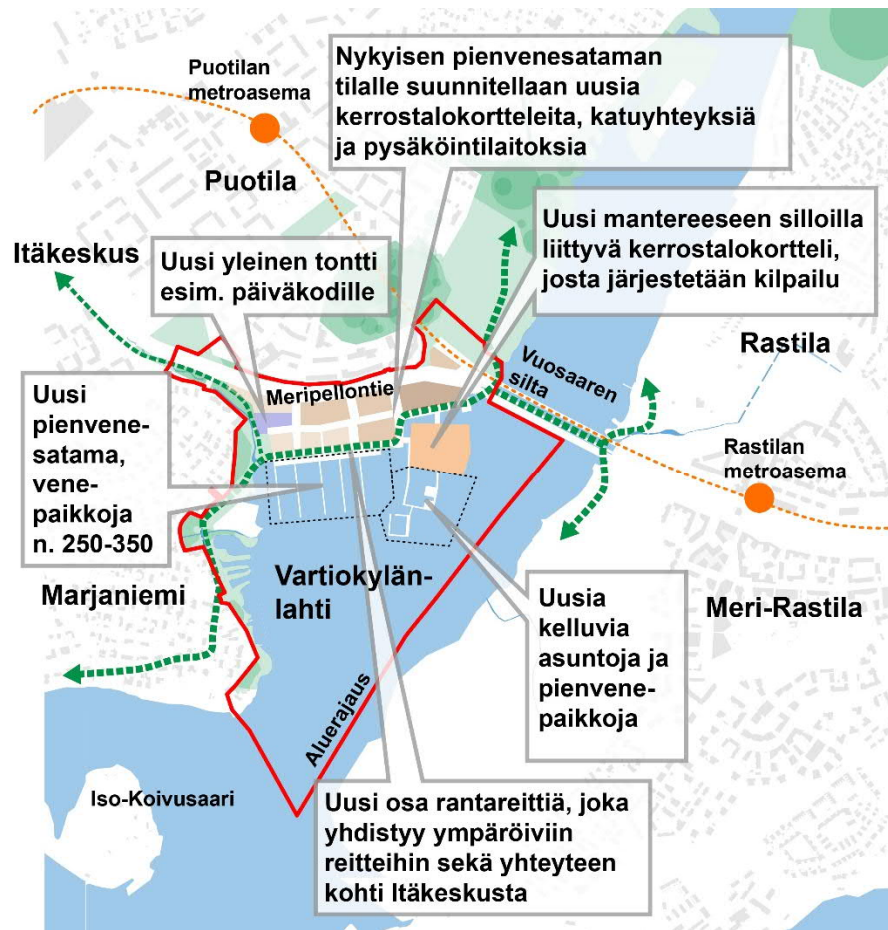 Puotilan
metroasema
Puotila
Nykyisen pienvenesataman
tilalle suunnitellaan uusia
kerrostalokortteleita, katuyhteyksiä
ja pysäköintilaitoksia
Itäkeskus
Uusi yleinen tontti
esim. päiväkodille
Uusi mantereeseen silloilla
liittyvä kerrostalokortteli,
josta järjestetään kilpailu
Uusi
pienvene-
satama,
vene-
paikkoja
n. 250-350
Meripellontie
Vuosaaren
silta
Rastila
Rastilan
metroasema
Marjaniemi
Vartiokylän-
lahti
Meri-Rastila
Uusia
kelluvia
asuntoja ja
pienvene-
paikkoja
Aluerajaus
Iso-Koivusaari
Uusi osa rantareittiä, joka
yhdistyy ympäröiviin
reitteihin sekä yhteyteen
kohti Itäkeskusta